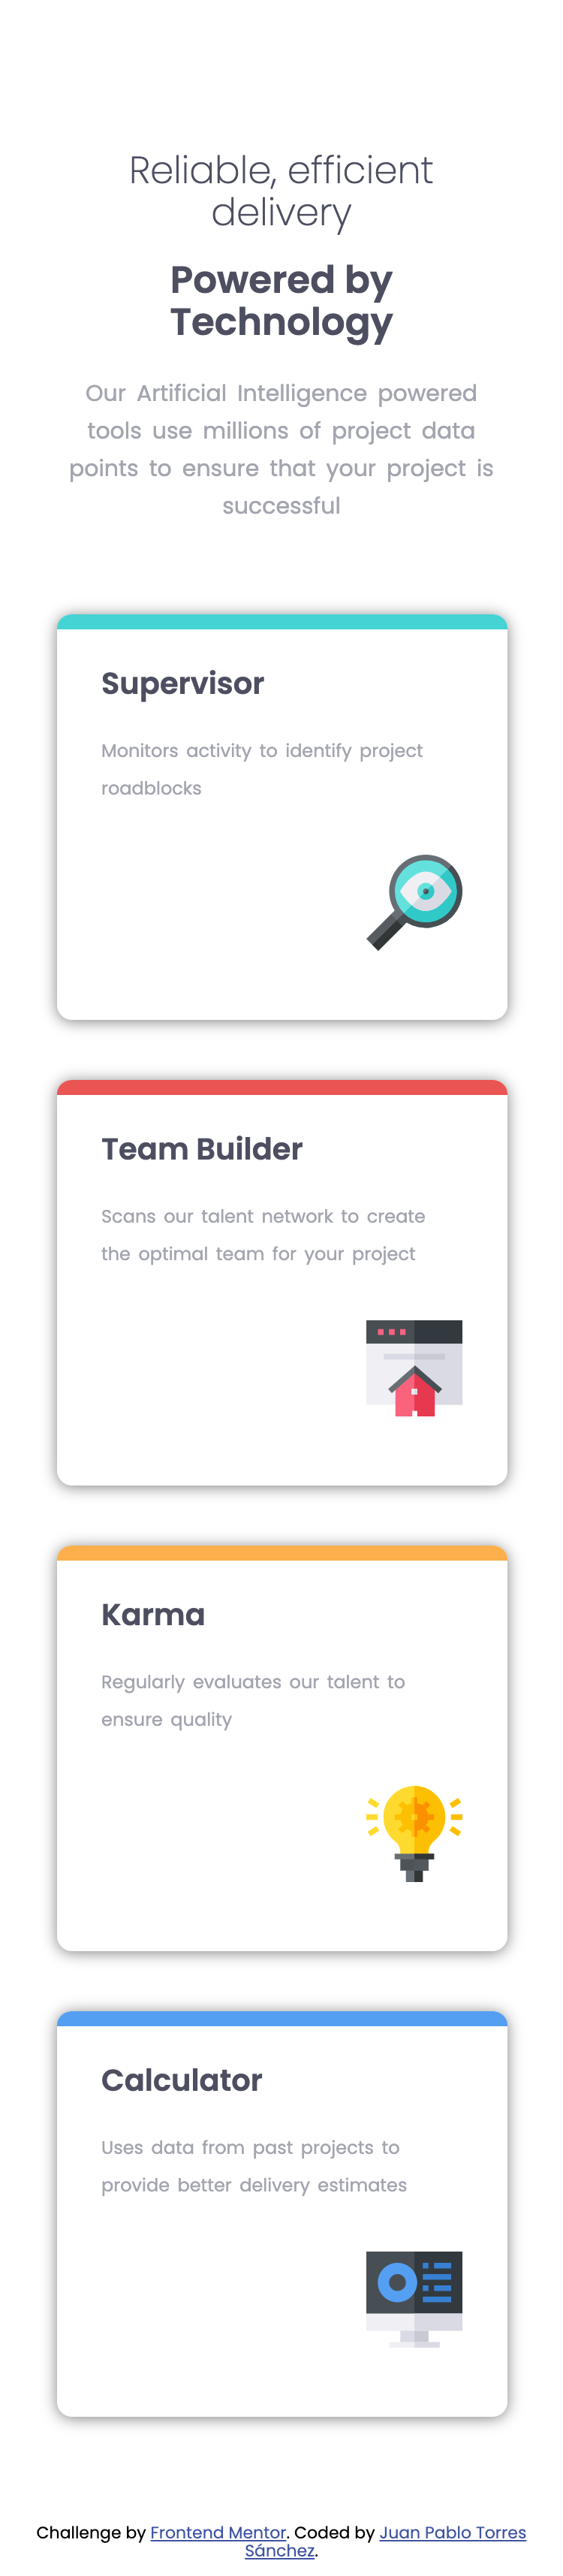 Reliable, efficient
delivery
Powered by
Technology
Our Artificial Intelligence powered
tools use millions of project data
points to ensure that your project is
successful
Supervisor
Monitors activity to identify project
roadblocks
Team Builder
Scans our talent network to create
the optimal team for your project
Karma
Regularly evaluates our talent to
ensure quality
Calculator
Uses data from past projects to
provide better delivery estimates
Challenge by Frontend Mentor. Coded by Juan Pablo Torres
Sánchez.